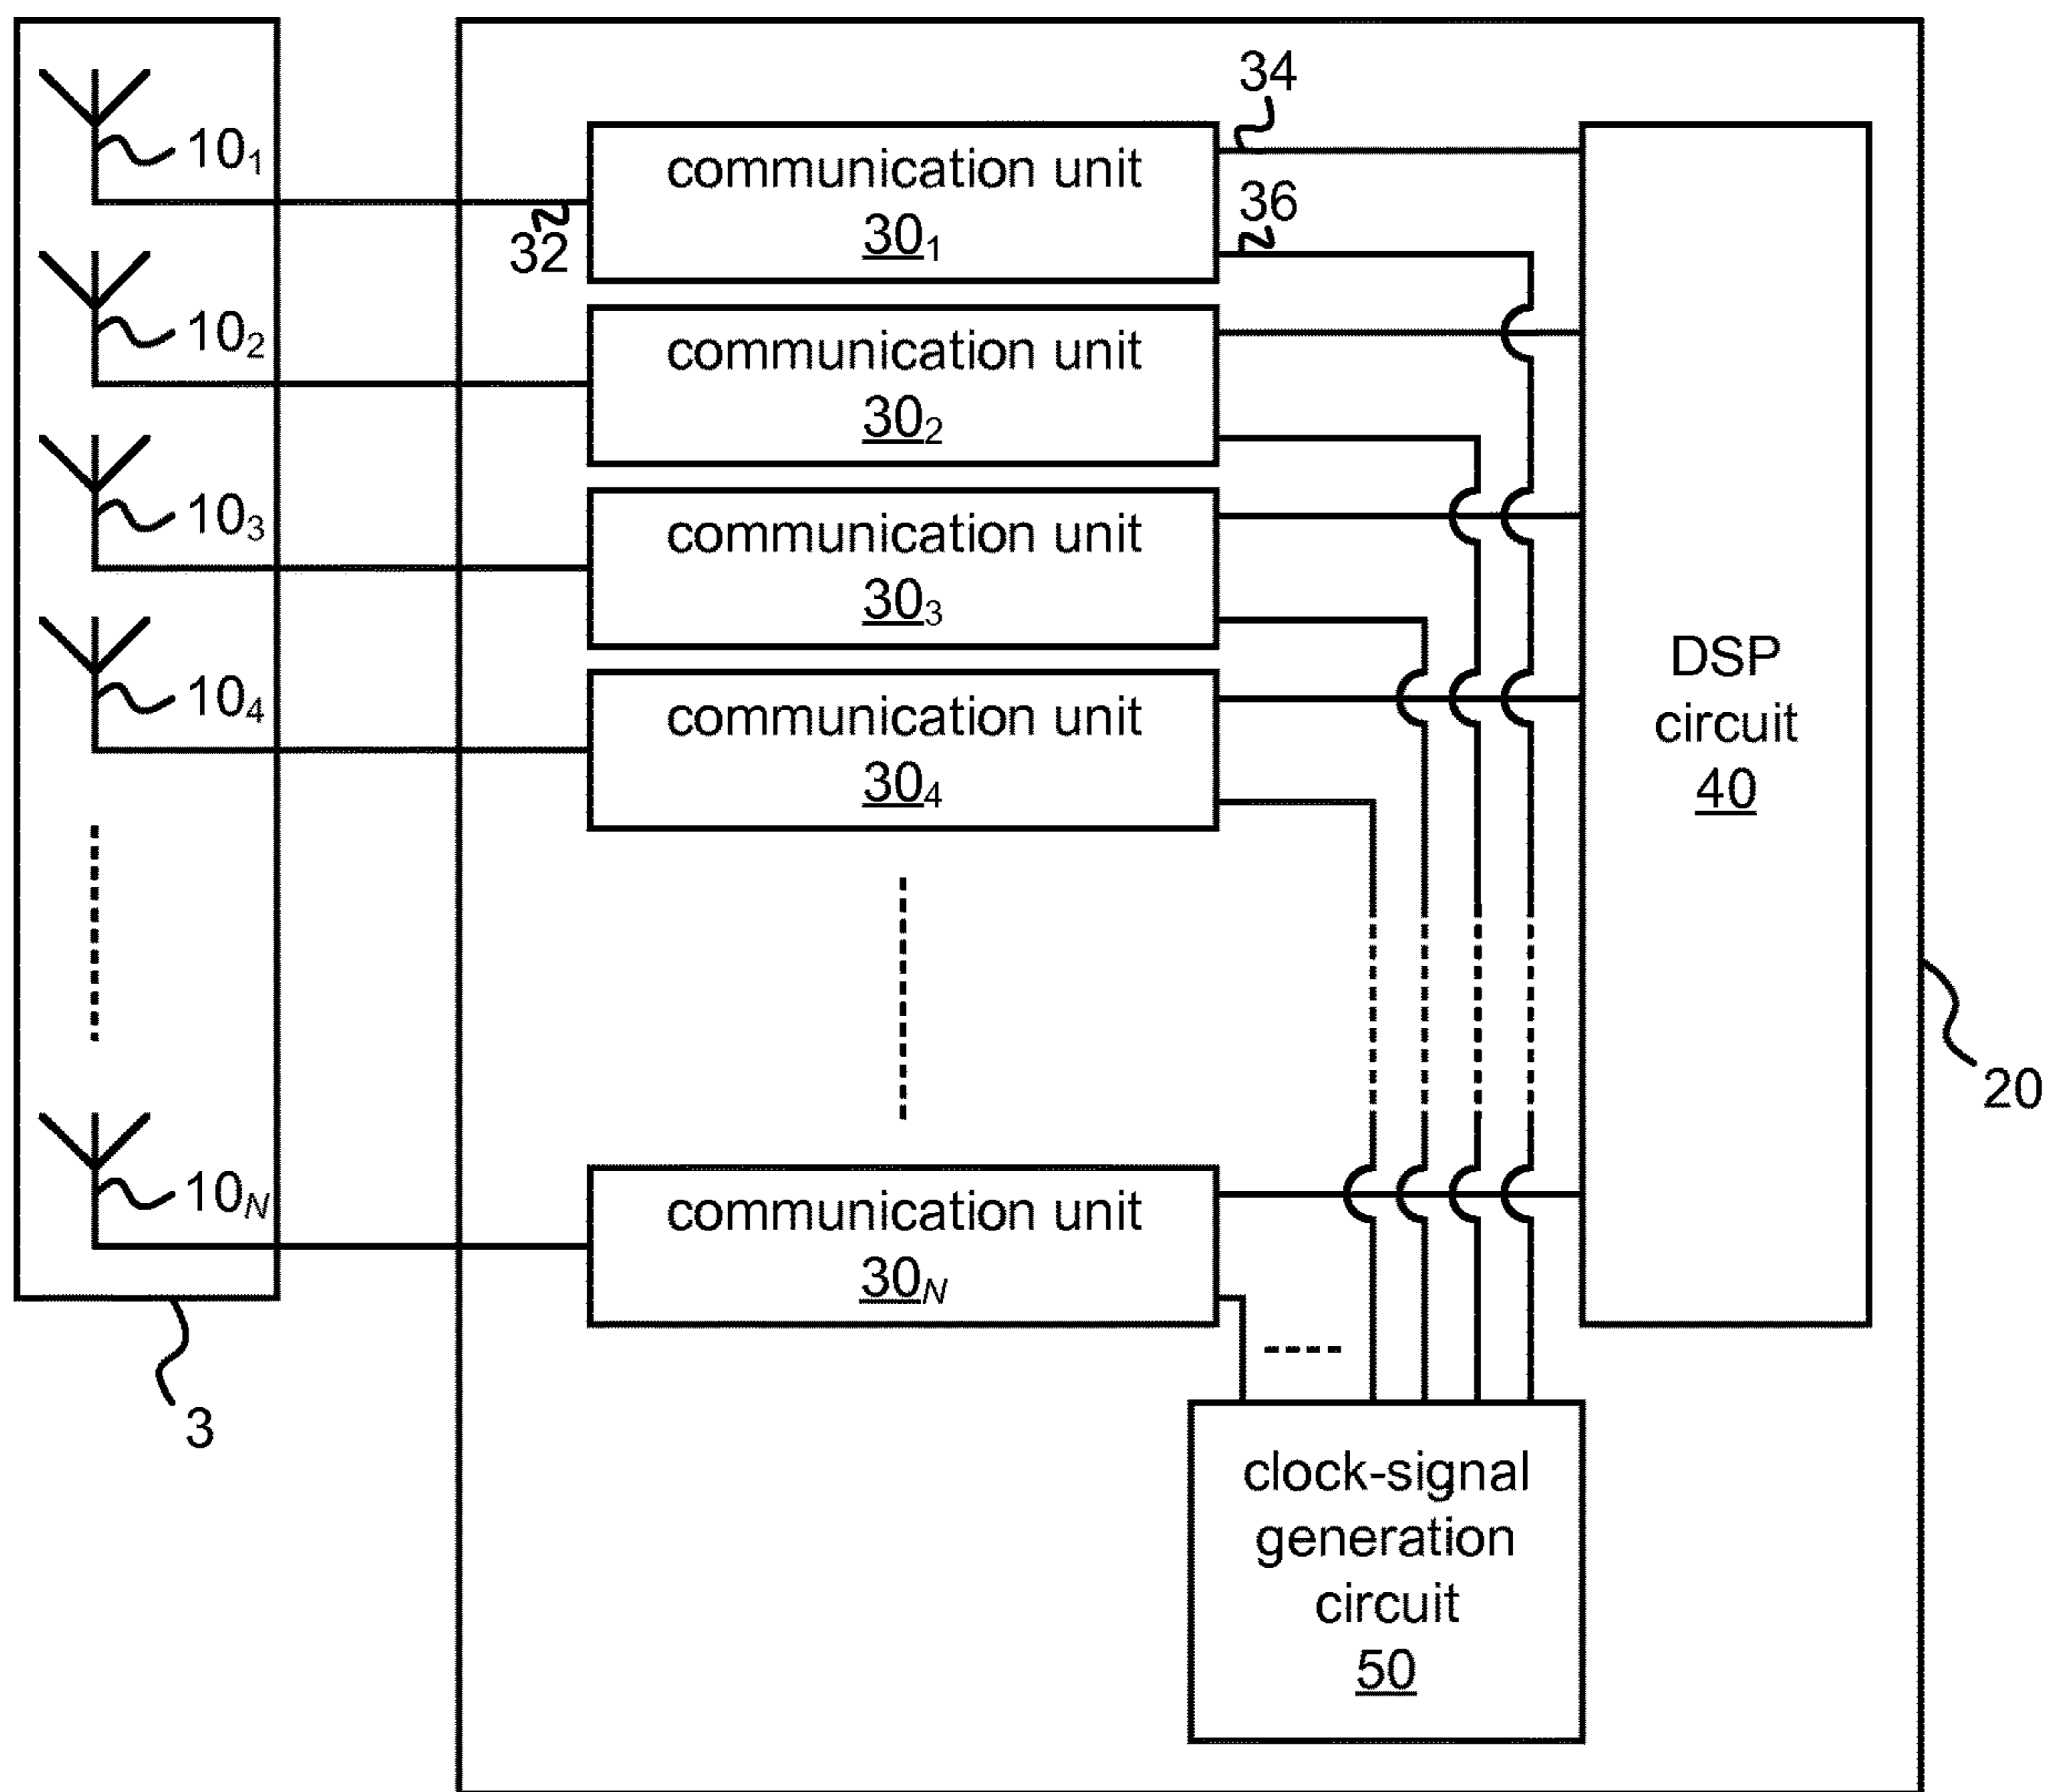 34
10₁
communication unit
30₁
32
36
10₂
communication unit
30₂
10₃
communication unit
30₃
10₄
communication unit
30₄
DSP
circuit
40
20
10N
communication unit
30N
3
clock-signal
generation
circuit
50